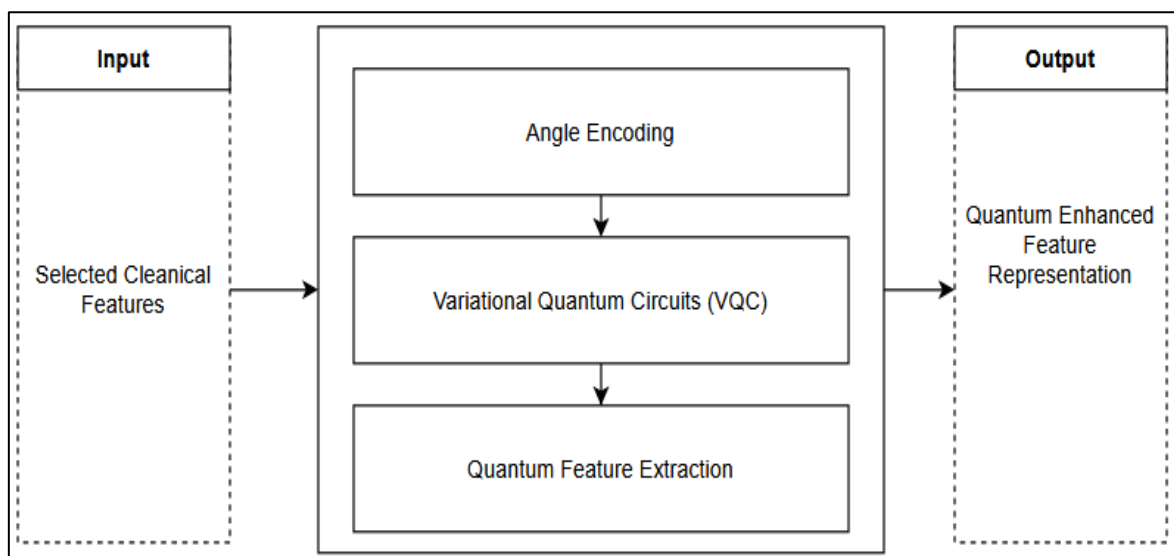 Input
Selected Cleanical
Features
Angle Encoding
Variational Quantum Circuits (VQC)
Quantum Feature Extraction
Output
Quantum Enhanced
Feature
Representation